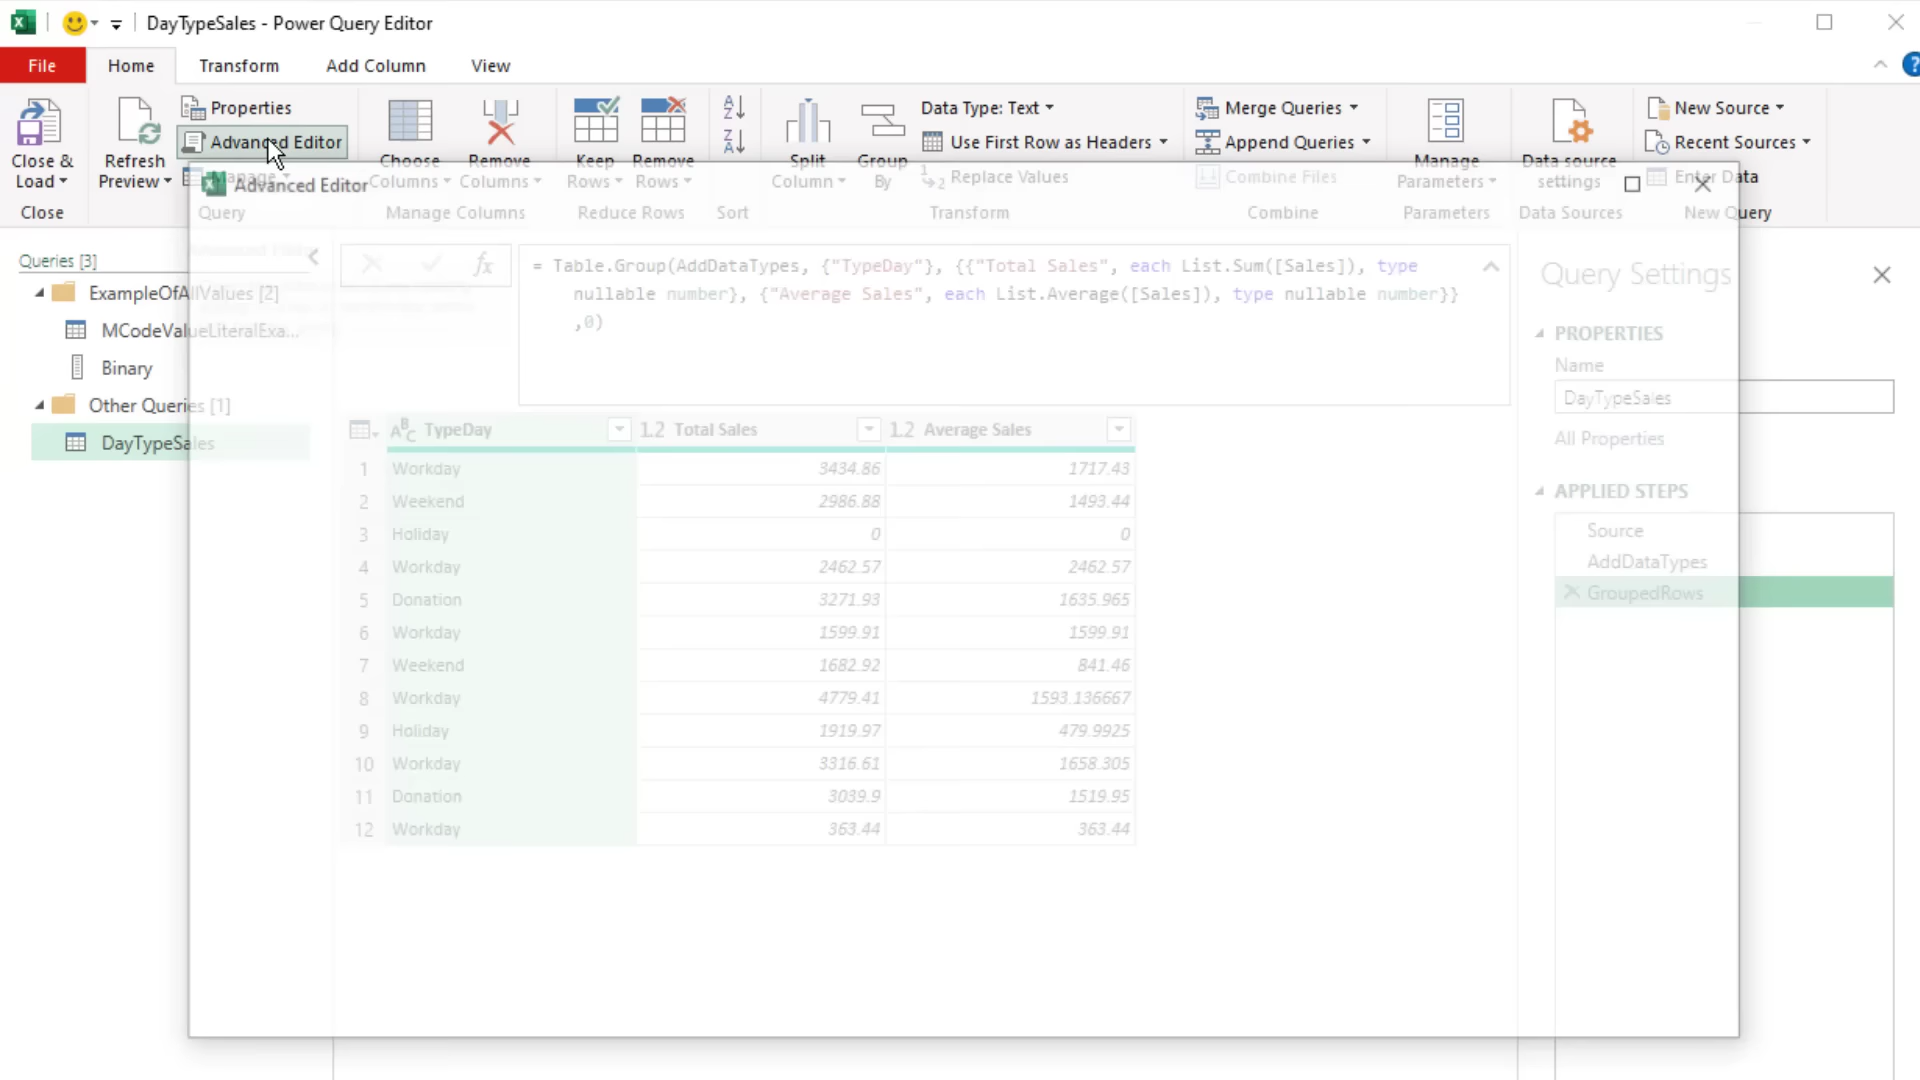 DayTypeSales - Power Query Editor
File Home Transform Add Column View
Close & Load
Close
Refresh Preview
Properties
Advanced Editor
Manage
Query
Choose Columns
Remove Columns
Manage Columns
Keep Rows
Remove Rows
Reduce Rows
Sort
Split Column
Group By
Data Type: Text
Use First Row as Headers
Replace Values
Transform
Merge Queries
Append Queries
Combine Files
Combine
Manage Parameters
Parameters
Data source settings
Data Sources
New Source
Recent Sources
Enter Data
New Query
Advanced Editor
Queries [3]
ExampleOfAllValues [2]
MCodeValueLiteralExa...
Binary
Other Queries [1]
DayTypeSales
= Table.Group(AddDataTypes, {"TypeDay"}, {{"Total Sales", each List.Sum([Sales]), type
nullable number}, {"Average Sales", each List.Average([Sales]), type nullable number}}
,0)
TypeDay 1.2 Total Sales 1.2 Average Sales
1 Workday 3434.86 1717.43
2 Weekend 2986.88 1493.44
3 Holiday 0 0
4 Workday 2462.57 2462.57
5 Donation 3271.93 1635.965
6 Workday 1599.91 1599.91
7 Weekend 1682.92 841.46
8 Workday 4779.41 1593.136667
9 Holiday 1919.97 479.9925
10 Workday 3316.61 1658.305
11 Donation 3039.9 1519.95
12 Workday 363.44 363.44
Query Settings
PROPERTIES
Name
DayTypeSales
All Properties
APPLIED STEPS
Source
AddDataTypes
GroupedRows